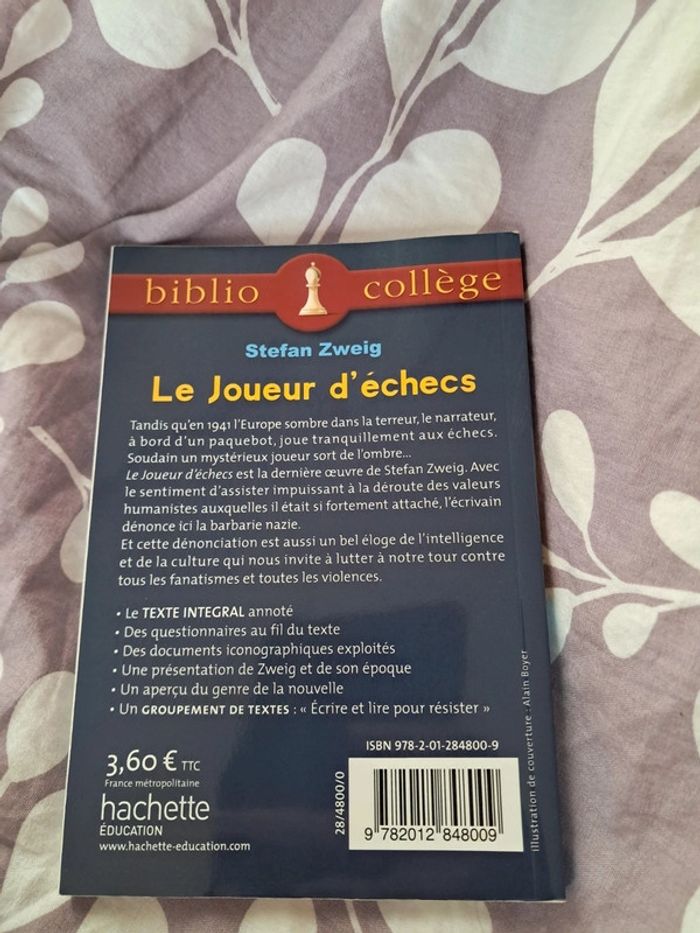 biblio collège
Stefan Zweig
Le Joueur d'échecs
Tandis qu'en 1941 l'Europe sombre dans la terreur, le narrateur,
à bord d'un paquebot, joue tranquillement aux échecs.
Soudain un mystérieux joueur sort de l'ombre...
Le Joueur d'échecs est la dernière œuvre de Stefan Zweig. Avec
le sentiment d'assister impuissant à la déroute des valeurs
humanistes auxquelles il était si fortement attaché, l'écrivain
dénonce ici la barbarie nazie.
Et cette dénonciation est aussi un bel éloge de l'intelligence
et de la culture qui nous invite à lutter à notre tour contre
tous les fanatismes et toutes les violences.
• Le TEXTE INTEGRAL annoté
• Des questionnaires au fil du texte
• Des documents iconographiques exploités
• Une présentation de Zweig et de son époque
• Un aperçu du genre de la nouvelle
• Un GROUPEMENT DE TEXTES : « Écrire et lire pour résister »
3,60 € TTC
France métropolitaine
hachette
ÉDUCATION
www.hachette-education.com
28/4800/0
ISBN 978-2-01-284800-9
9 782012 848009
illustration de couverture : Alain Boyer